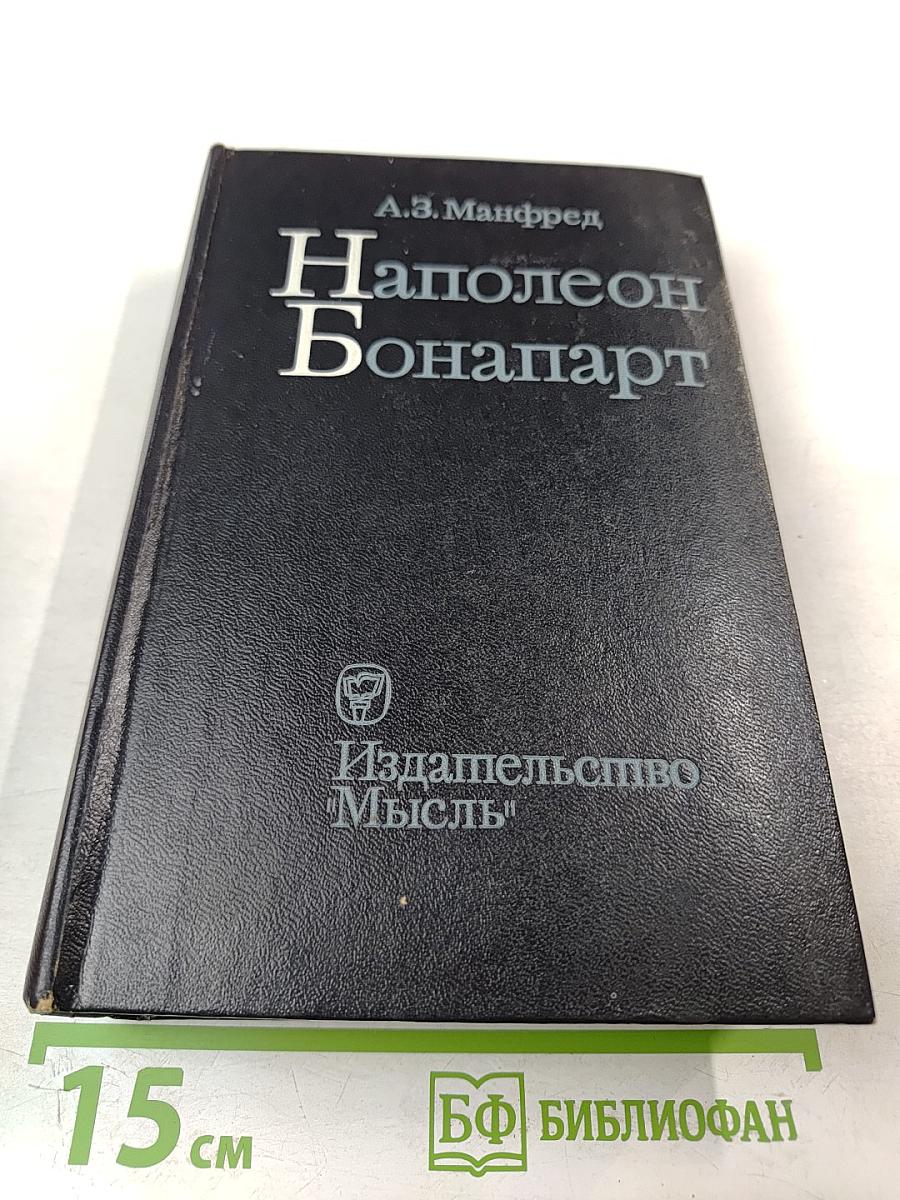 А.З. Манфред
Наполеон
Бонапарт
Издательство
"Мысль"
15 см
БФ БИБЛИОФАН